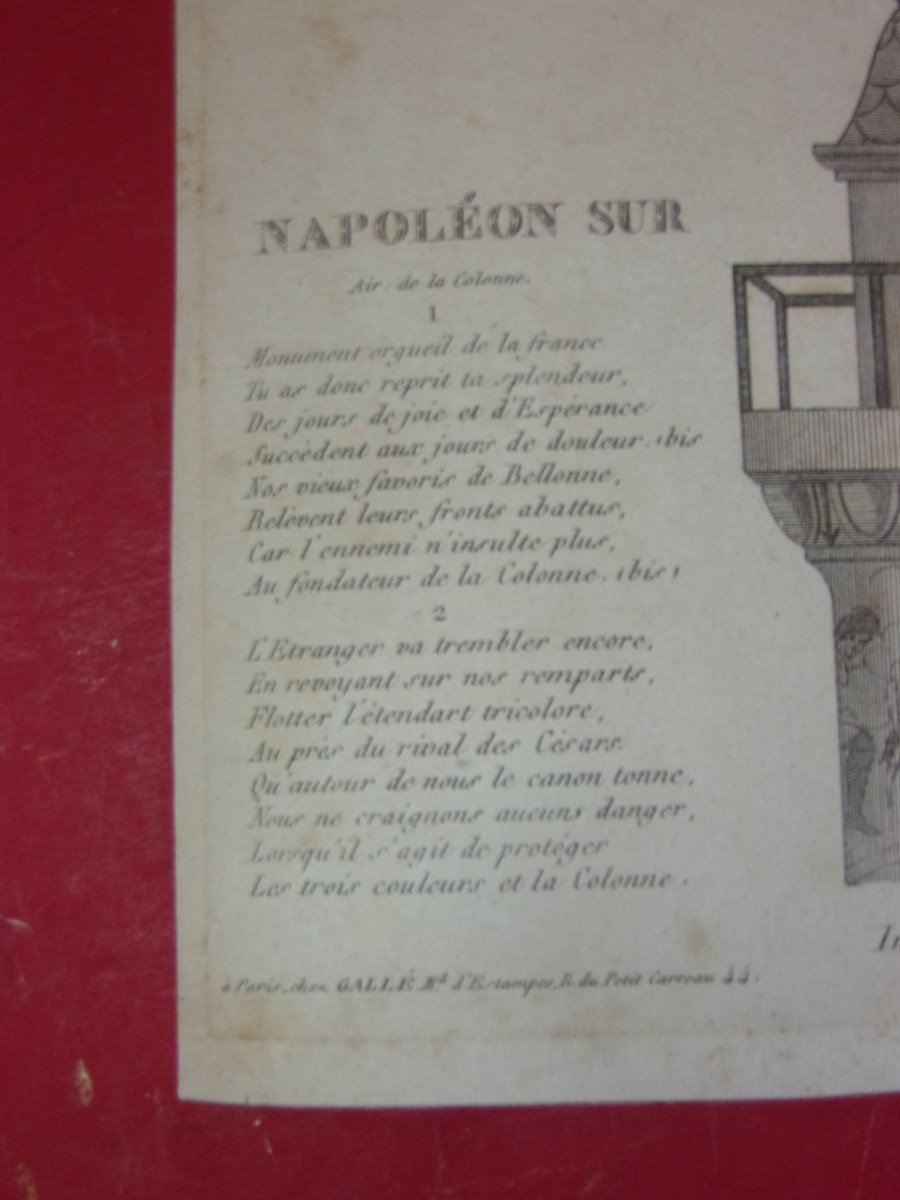 NAPOLÉON SUR
Air: de la Colonne.
1
Monument orgueil de la france
Tu as donc reprit ta splendeur,
Des jours de joie et d'Espérance
Succèdent aux jours de douleur. (bis
Nos vieux favoris de Bellonne,
Relèvent leurs fronts abattus,
Car l'ennemi n'insulte plus,
Au fondateur de la Colonne. (bis)
2
L'Etranger va trembler encore,
En revoyant sur nos remparts,
Flotter l'étendart tricolore,
Au près du rival des Césars
Qu'autour de nous le canon tonne,
Nous ne craignons aucuns danger,
Lorsqu'il s'agit de protéger
Les trois couleurs et la Colonne.
à Paris, chez GALLÉ Md. d'Estampes, R. du Petit Carreau 44.